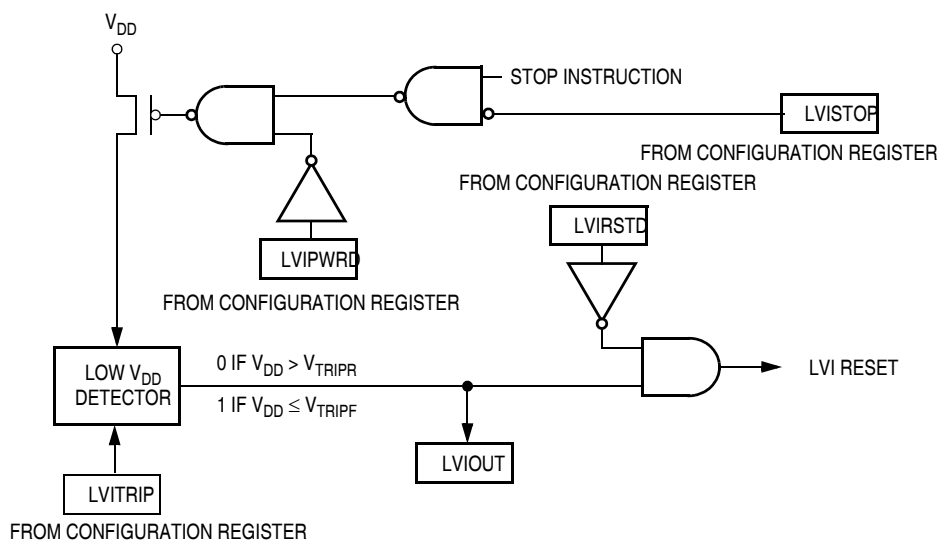 VDD
STOP INSTRUCTION
LVISTOP
FROM CONFIGURATION REGISTER
FROM CONFIGURATION REGISTER
LVIRSTD
LVIPWRD
FROM CONFIGURATION REGISTER
LOW VDD
DETECTOR
0 IF VDD > VTRIPR
1 IF VDD ≤ VTRIPF
LVI RESET
LVIOUT
LVITRIP
FROM CONFIGURATION REGISTER